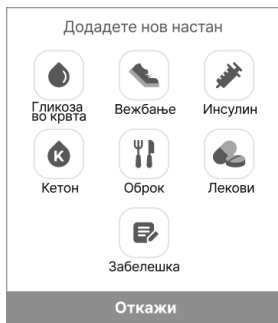 Додадете нов настан
Гликоза
во крвта
Вежбање
Инсулин
K
Кетон
Оброк
Лекови
Забелешка
Откажи